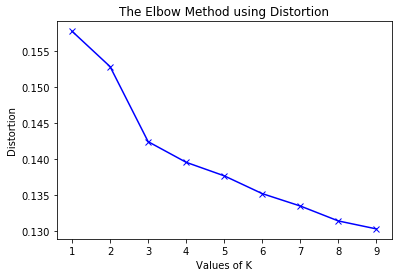 The Elbow Method using Distortion
0.155
0.150
0.145
0.140
0.135
0.130
Distortion
1 2 3 4 5 6 7 8 9
Values of K